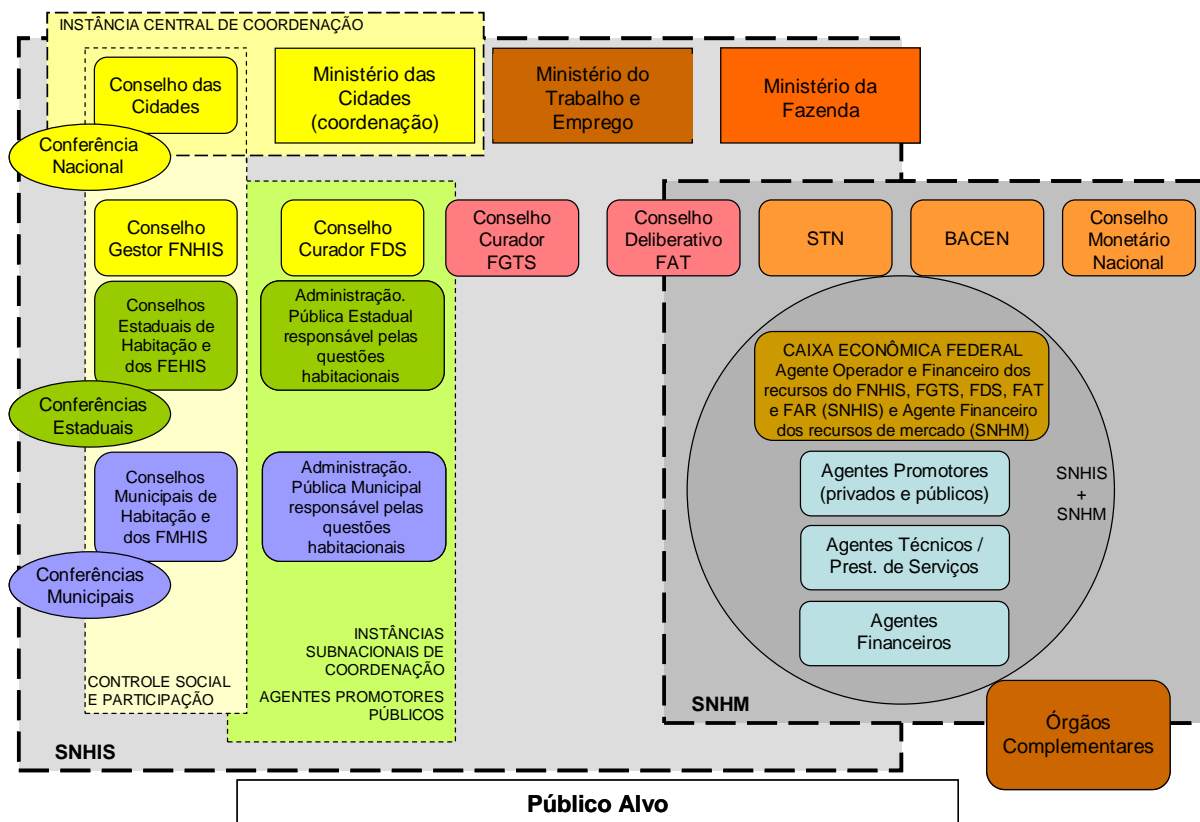 INSTÂNCIA CENTRAL DE COORDENAÇÃO
Conselho das
Cidades
Ministério das
Cidades
(coordenação)
Ministério do
Trabalho e
Emprego
Ministério da
Fazenda
Conferência
Nacional
Conselho
Gestor FNHIS
Conselho
Curador FDS
Conselho
Curador
FGTS
Conselho
Deliberativo
FAT
STN
BACEN
Conselho
Monetário
Nacional
Conselhos
Estaduais de
Habitação e
dos FEHIS
Administração.
Pública Estadual
responsável pelas
questões
habitacionais
Conferências
Estaduais
CAIXA ECONÔMICA FEDERAL
Agente Operador e Financeiro dos
recursos do FNHIS, FGTS, FDS, FAT
e FAR (SNHIS) e Agente Financeiro
dos recursos de mercado (SNHM)
Conselhos
Municipais de
Habitação e
dos FMHIS
Administração.
Pública Municipal
responsável pelas
questões
habitacionais
Conferências
Municipais
Agentes Promotores
(privados e públicos)
SNHIS
+
SNHM
Agentes Técnicos /
Prest. de Serviços
Agentes
Financeiros
INSTÂNCIAS
SUBNACIONAIS DE
COORDENAÇÃO
AGENTES PROMOTORES
PÚBLICOS
CONTROLE SOCIAL
E PARTICIPAÇÃO
SNHM
Órgãos
Complementares
SNHIS
Público Alvo